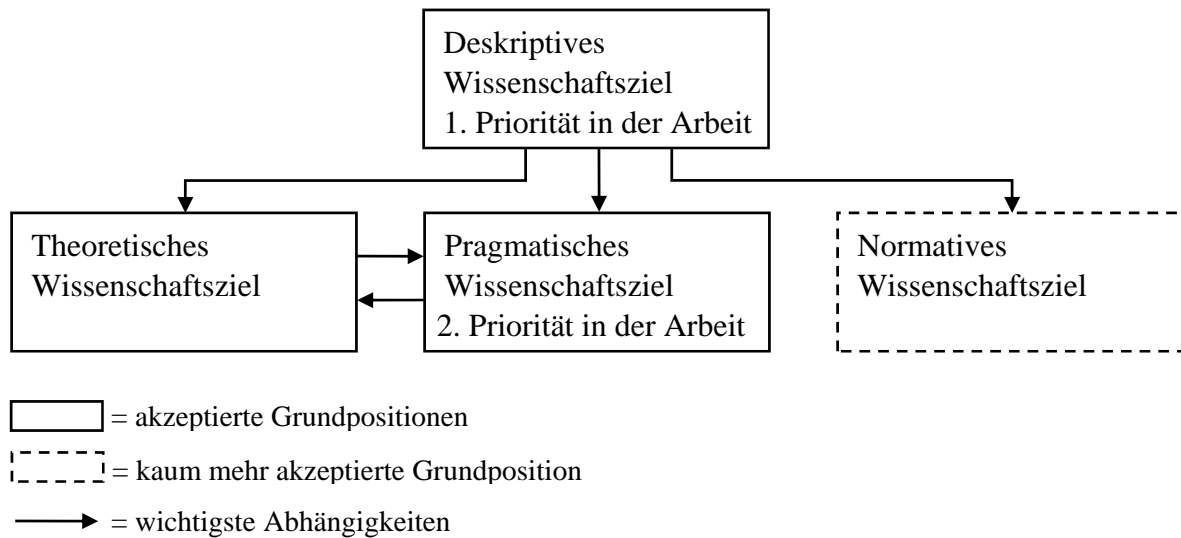 Deskriptives
Wissenschaftsziel
1. Priorität in der Arbeit
Theoretisches
Wissenschaftsziel
Pragmatisches
Wissenschaftsziel
2. Priorität in der Arbeit
Normatives
Wissenschaftsziel
= akzeptierte Grundpositionen
= kaum mehr akzeptierte Grundposition
= wichtigste Abhängigkeiten